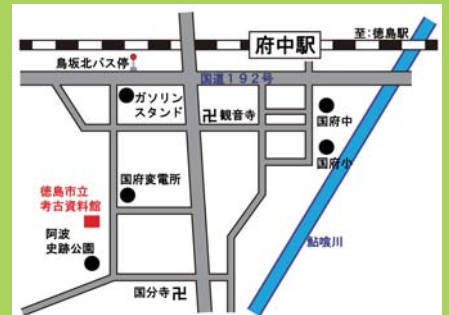 至:徳島駅
府中駅
鳥坂北バス停
国道192号
ガソリン
スタンド
卍観音寺
国府中
国府小
国府変電所
徳島市立
考古資料館
阿波
史跡公園
鮎喰川
国分寺卍